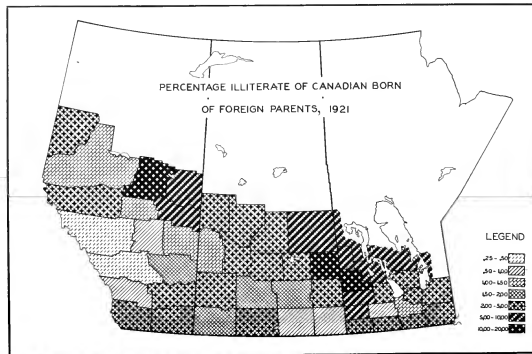 PERCENTAGE ILLITERATE OF CANADIAN BORN
OF FOREIGN PARENTS, 1921
LEGEND
.25 - .50
.50 - 1.00
1.00 - 1.50
1.50 - 2.00
2.00 - 5.00
5.00 - 10.00
10.00 - 20.00